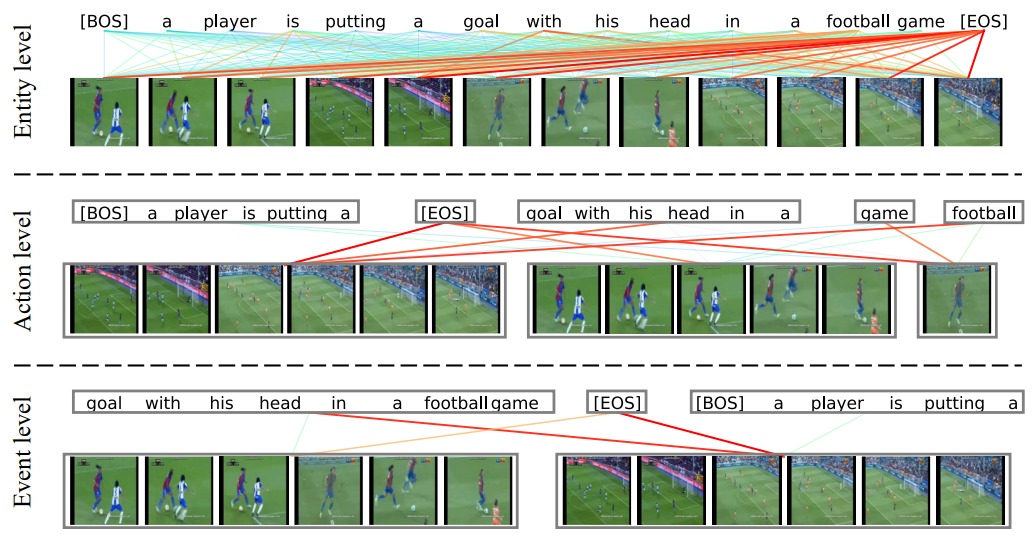 Entity level
[BOS] a player is putting a goal with his head in a football game [EOS]
Action level
[BOS] a player is putting a
[EOS]
goal with his head in a
game
football
Event level
goal with his head in a football game
[EOS]
[BOS] a player is putting a